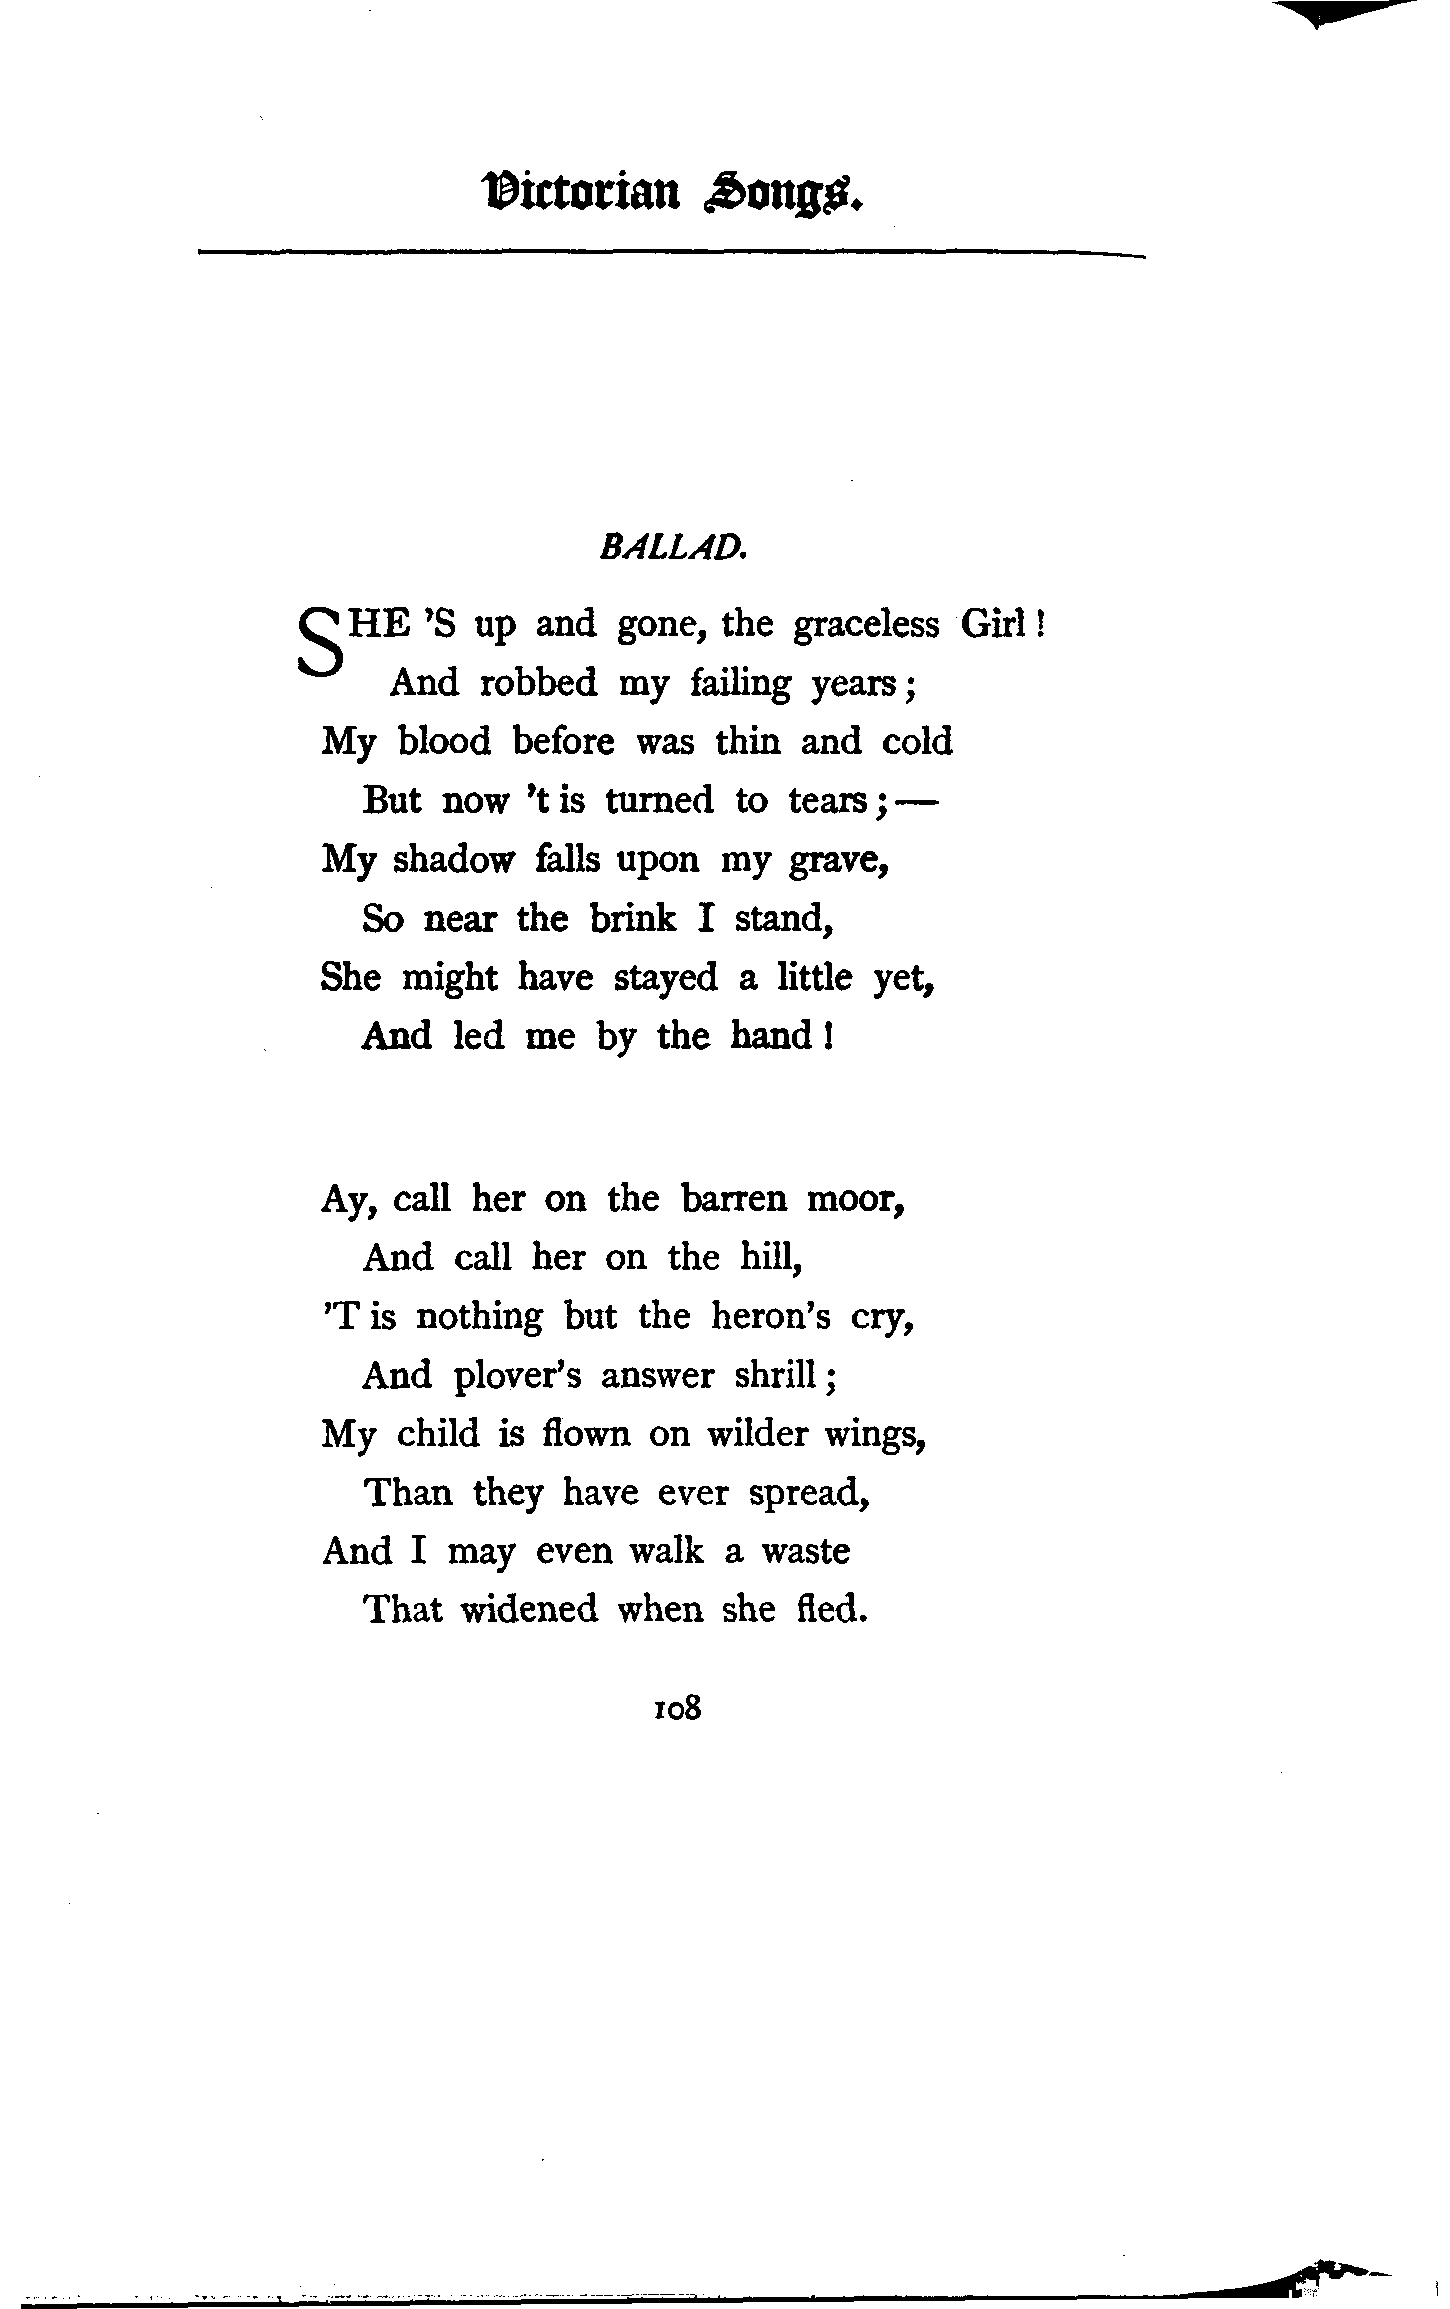 Victorian Songs.
BALLAD.
SHE 'S up and gone, the graceless Girl!
And robbed my failing years;
My blood before was thin and cold
But now 't is turned to tears;—
My shadow falls upon my grave,
So near the brink I stand,
She might have stayed a little yet,
And led me by the hand!
Ay, call her on the barren moor,
And call her on the hill,
'T is nothing but the heron's cry,
And plover's answer shrill;
My child is flown on wilder wings,
Than they have ever spread,
And I may even walk a waste
That widened when she fled.
108